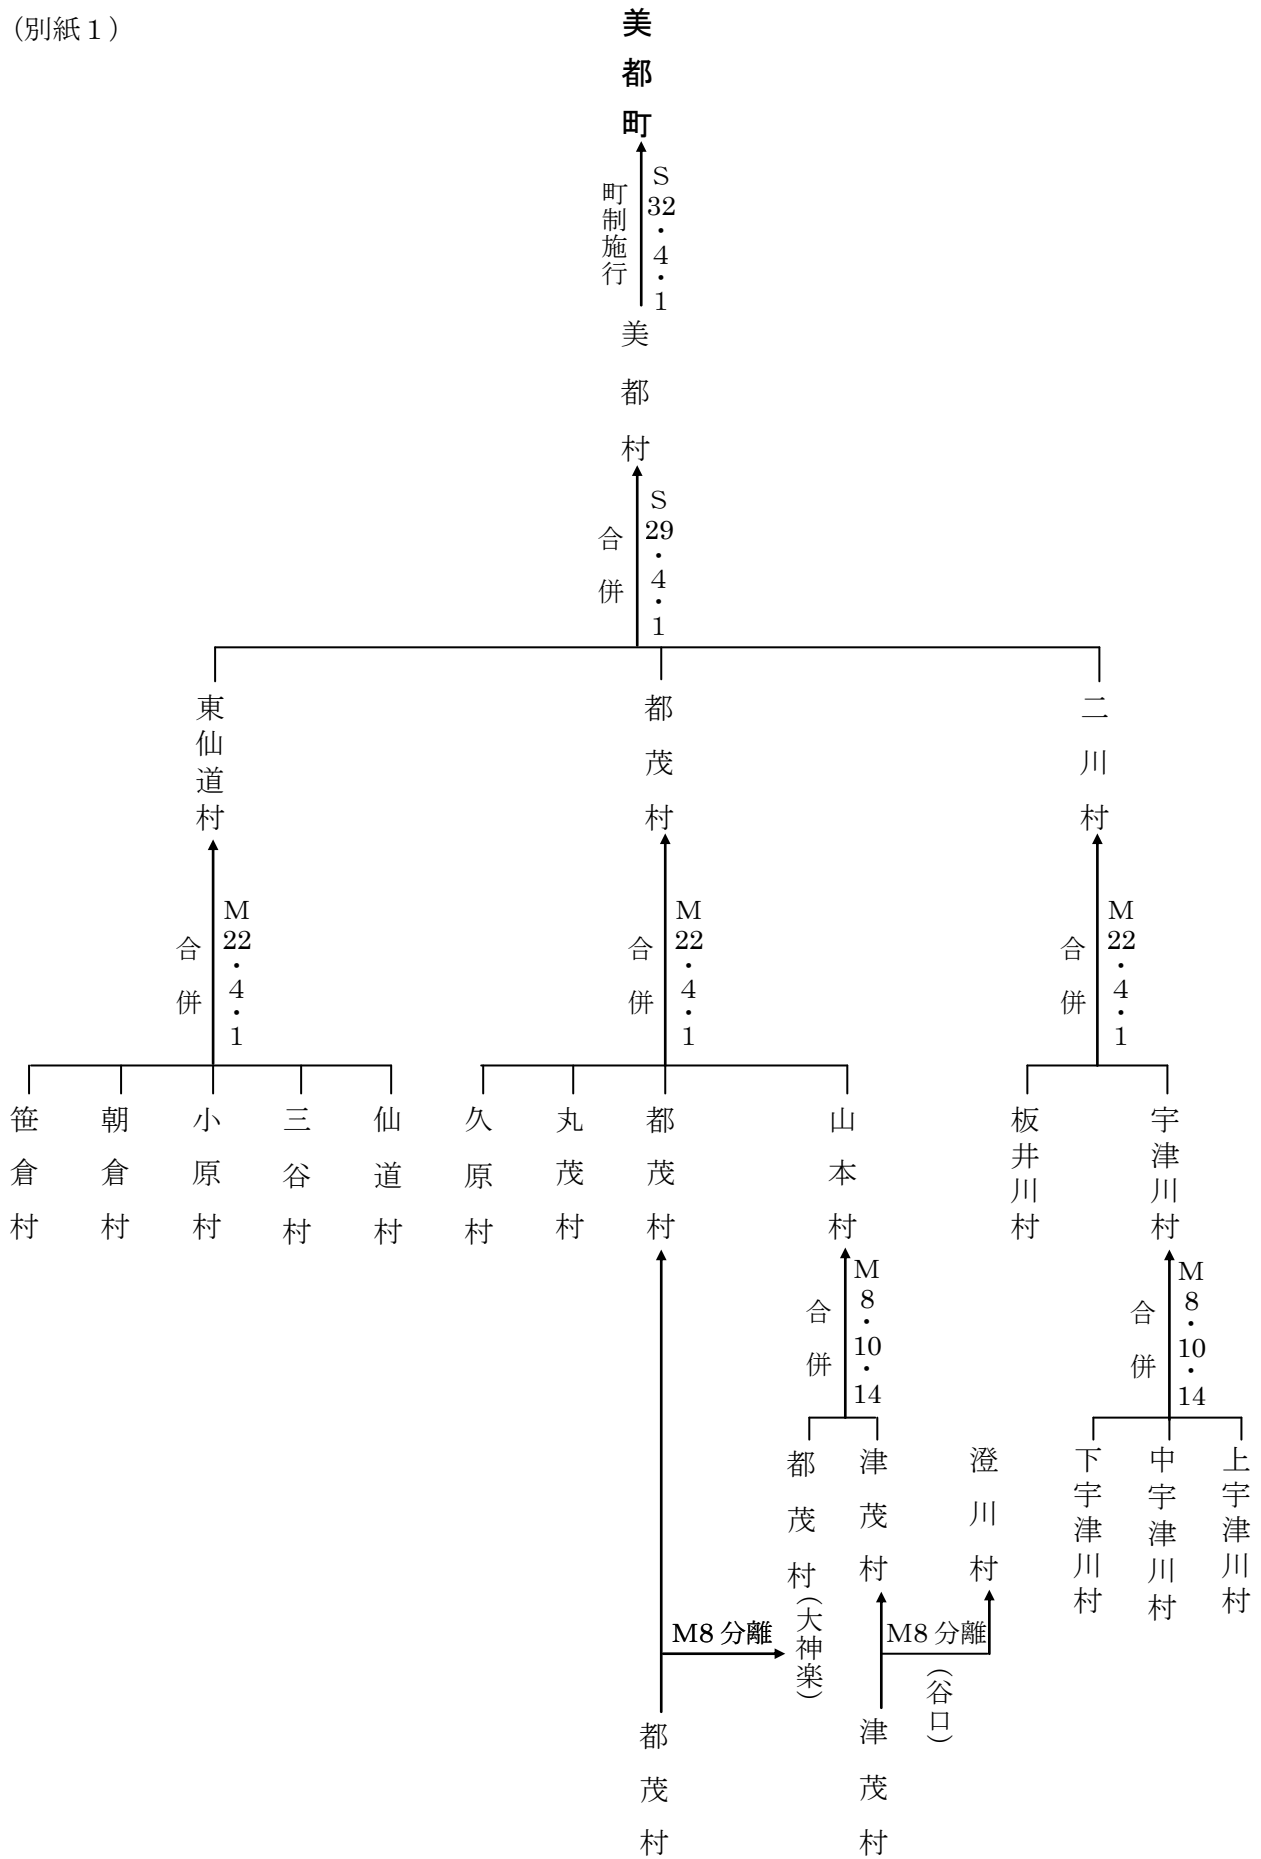 (別紙１)
美都町
町制施行
S32・4・1
美都村
合併
S29・4・1
東仙道村
都茂村
二川村
合併
M22・4・1
合併
M22・4・1
合併
M22・4・1
笹倉村
朝倉村
小原村
三谷村
仙道村
久原村
丸茂村
都茂村
山本村
板井川村
宇津川村
合併
M8・10・14
合併
M8・10・14
都茂村(大神楽)
津茂村
澄川村
下宇津川村
中宇津川村
上宇津川村
M8 分離
M8 分離
(谷口)
都茂村
津茂村